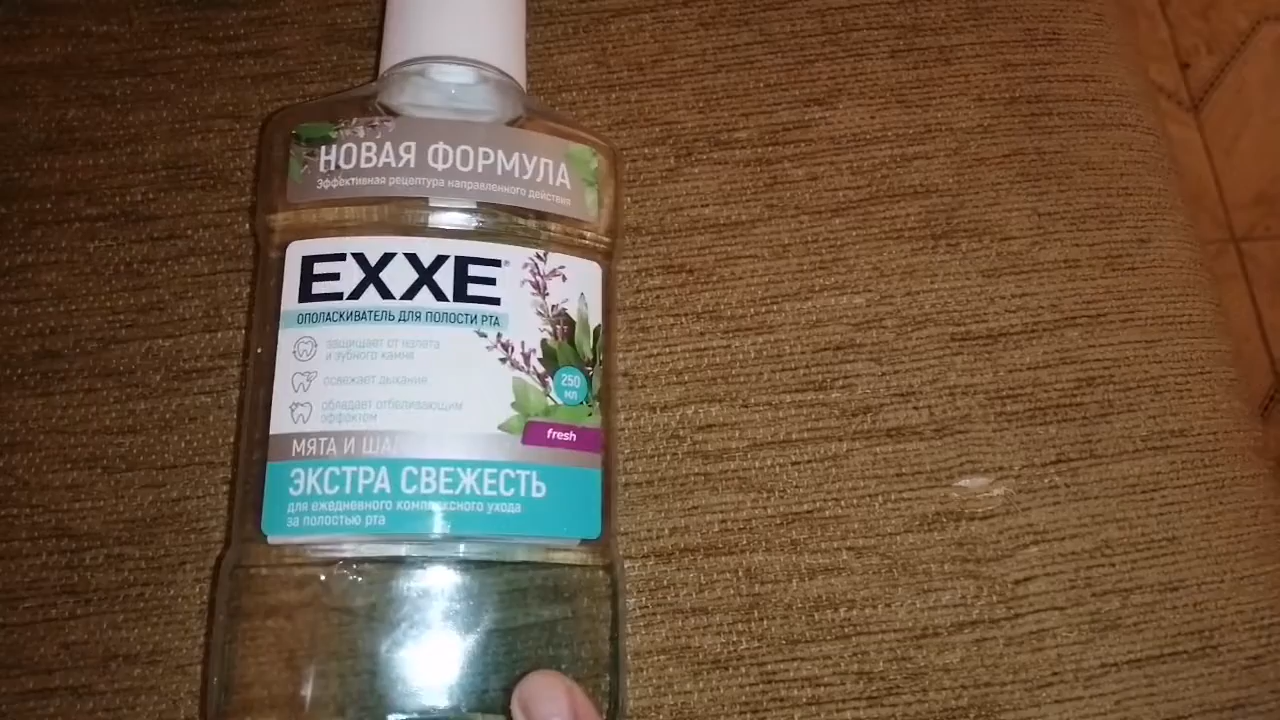 НОВАЯ ФОРМУЛА
Эффективная рецептура направленного действия
EXXE
ОПОЛАСКИВАТЕЛЬ ДЛЯ ПОЛОСТИ РТА
защищает от налета
и зубного камня
освежает дыхание
обладает отбеливающим
эффектом
250
мл
fresh
МЯТА И
ЭКСТРА СВЕЖЕСТЬ
для ежедневного комплексного ухода
за полостью рта